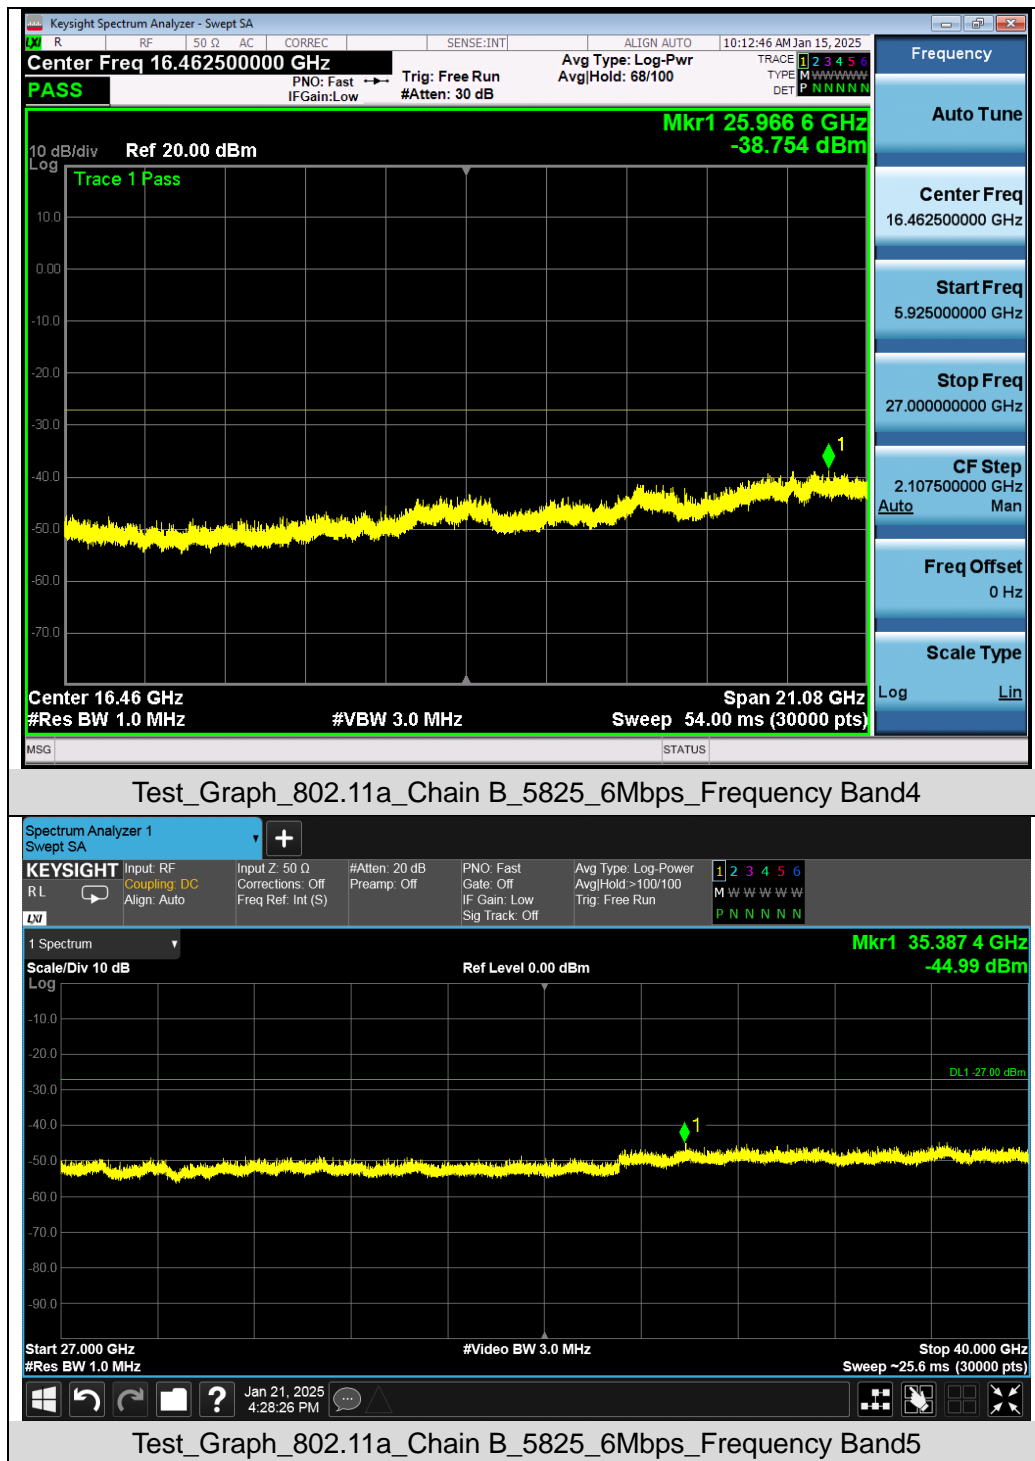 Keysight Spectrum Analyzer - Swept SA
LXI R RF 50 Ω AC CORREC SENSE:INT ALIGN AUTO 10:12:46 AM Jan 15, 2025
Center Freq 16.462500000 GHz
PASS
PNO: Fast
IFGain:Low
Trig: Free Run
#Atten: 30 dB
Avg Type: Log-Pwr
Avg|Hold: 68/100
TRACE 1 2 3 4 5 6
TYPE M W W W W W
DET P N N N N N
Mkr1 25.966 6 GHz
-38.754 dBm
10 dB/div
Log
Ref 20.00 dBm
Trace 1 Pass
10.0
0.00
-10.0
-20.0
-30.0
-40.0
-50.0
-60.0
-70.0
1
Center 16.46 GHz
Span 21.08 GHz
#Res BW 1.0 MHz
#VBW 3.0 MHz
Sweep 54.00 ms (30000 pts)
MSG
STATUS
Frequency
Auto Tune
Center Freq
16.462500000 GHz
Start Freq
5.925000000 GHz
Stop Freq
27.000000000 GHz
CF Step
2.107500000 GHz
Auto Man
Freq Offset
0 Hz
Scale Type
Log Lin
Test_Graph_802.11a_Chain B_5825_6Mbps_Frequency Band4
Spectrum Analyzer 1
Swept SA
+
KEYSIGHT
RL
LXI
Input: RF
Coupling: DC
Align: Auto
Input Z: 50 Ω
Corrections: Off
Freq Ref: Int (S)
#Atten: 20 dB
Preamp: Off
PNO: Fast
Gate: Off
IF Gain: Low
Sig Track: Off
Avg Type: Log-Power
Avg|Hold:>100/100
Trig: Free Run
1 2 3 4 5 6
M W W W W W
P N N N N N
1 Spectrum
Scale/Div 10 dB
Log
Ref Level 0.00 dBm
Mkr1 35.387 4 GHz
-44.99 dBm
-10.0
-20.0
DL1 -27.00 dBm
-30.0
-40.0
1
-50.0
-60.0
-70.0
-80.0
-90.0
Start 27.000 GHz
#Video BW 3.0 MHz
Stop 40.000 GHz
#Res BW 1.0 MHz
Sweep ~25.6 ms (30000 pts)
?
Jan 21, 2025
4:28:26 PM
Test_Graph_802.11a_Chain B_5825_6Mbps_Frequency Band5